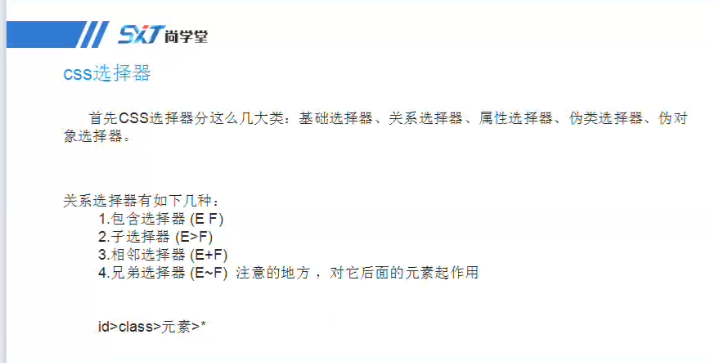 SXT尚学堂
css选择器
首先CSS选择器分这么几大类：基础选择器、关系选择器、属性选择器、伪类选择器、伪对
象选择器。
关系选择器有如下几种：
1.包含选择器 (E F)
2.子选择器 (E>F)
3.相邻选择器 (E+F)
4.兄弟选择器 (E~F)  注意的地方 ，对它后面的元素起作用
id>class>元素>*